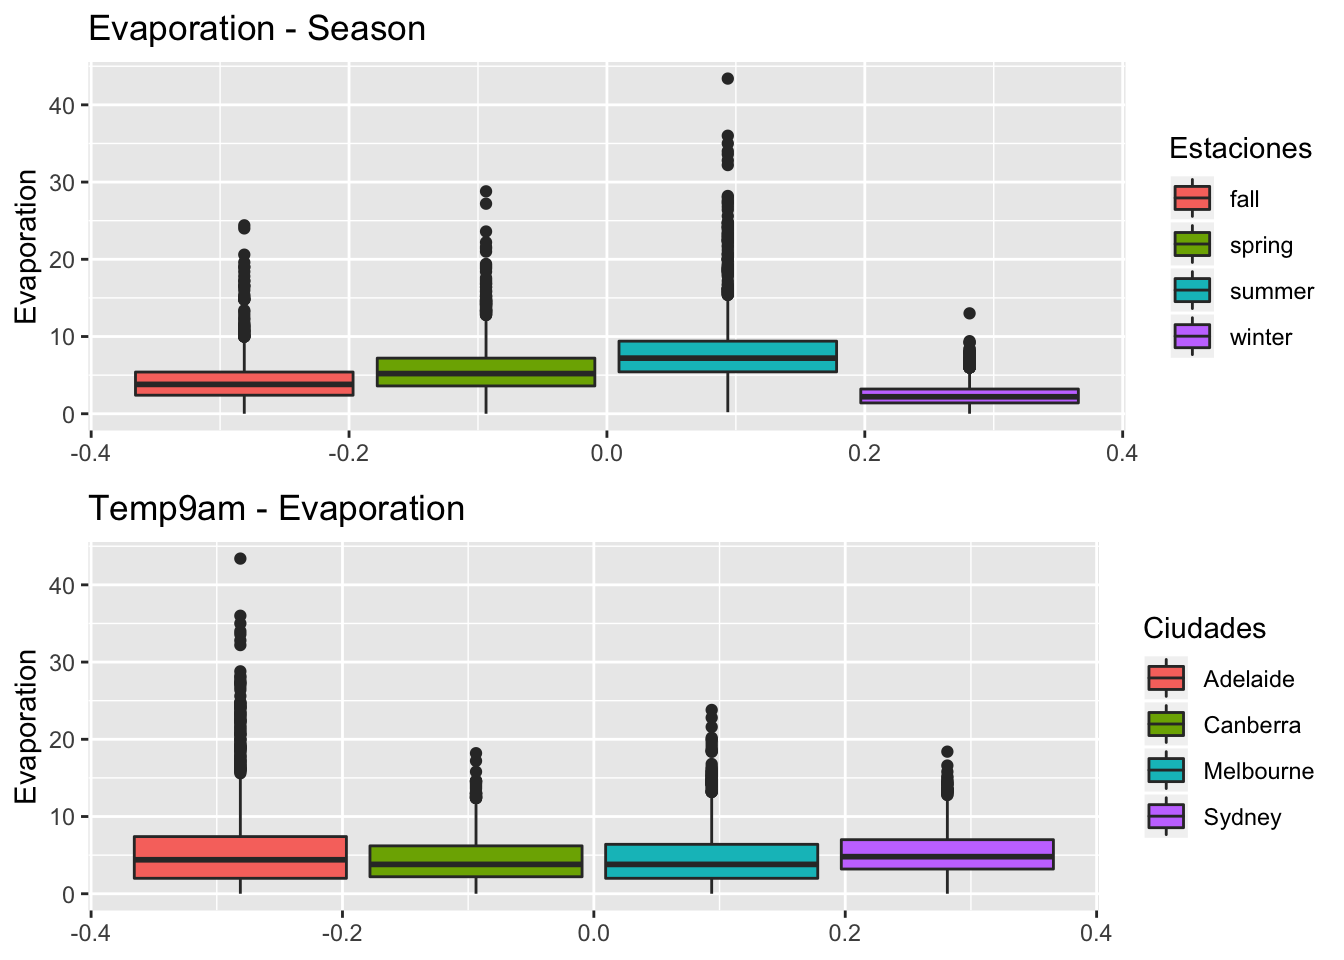 Evaporation - Season
Evaporation
40
30
20
10
0
-0.4
-0.2
0.0
0.2
0.4
Estaciones
fall
spring
summer
winter
Temp9am - Evaporation
Evaporation
40
30
20
10
0
-0.4
-0.2
0.0
0.2
0.4
Ciudades
Adelaide
Canberra
Melbourne
Sydney